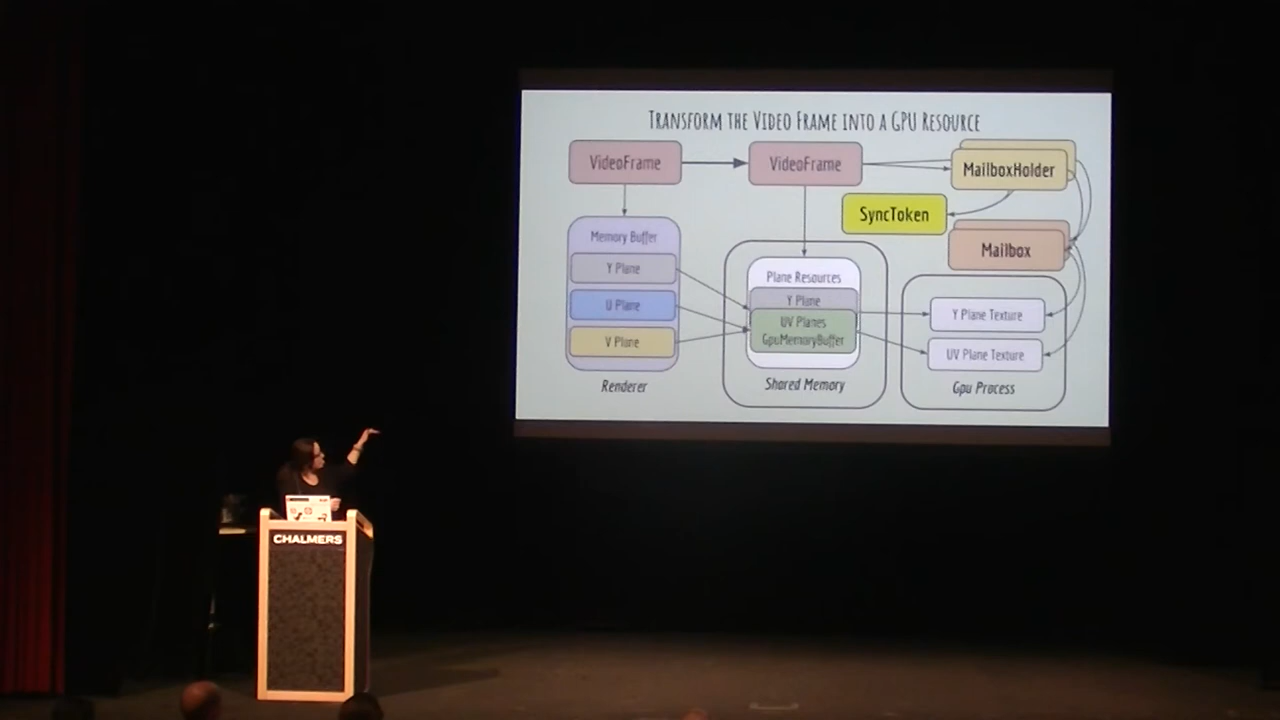 TRANSFORM THE VIDEO FRAME INTO A GPU RESOURCE
VideoFrame
VideoFrame
MailboxHolder
SyncToken
Mailbox
Memory Buffer
Y Plane
U Plane
V Plane
Renderer
Plane Resources
Y Plane
UV Planes
GpuMemoryBuffer
Shared Memory
Y Plane Texture
UV Plane Texture
Gpu Process
CHALMERS